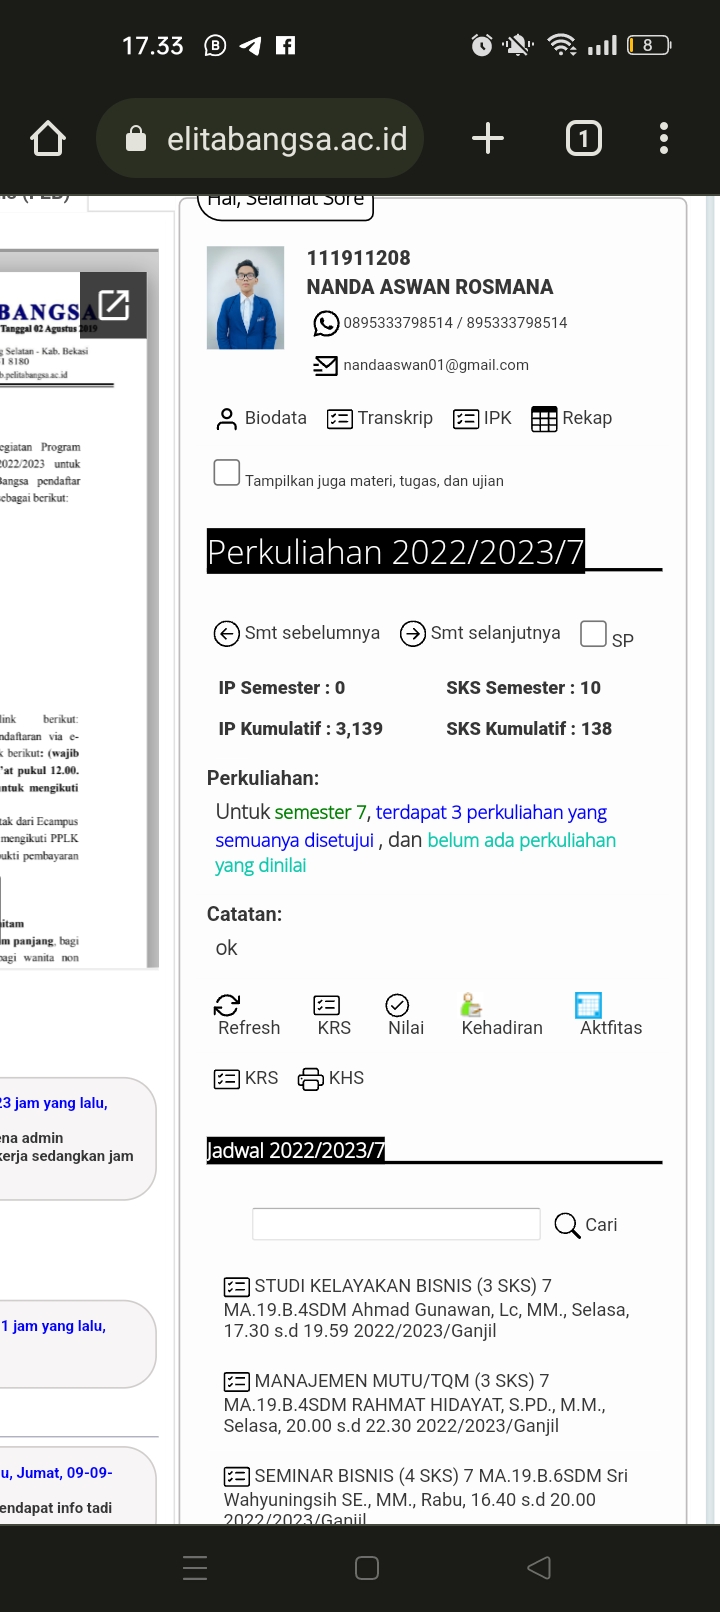 17.33
8
elitabangsa.ac.id
1
Hai, Selamat Sore
BANGSA
Tanggal 02 Agustus 2019
g Selatan - Kab. Bekasi
1 8180
b.pelitabangsa.ac.id
egiatan Program
2022/2023 untuk
Bangsa pendaftar
sebagai berikut:
link berikut:
ndaftaran via e-
k berikut: (wajib
'at pukul 12.00.
untuk mengikuti
tak dari Ecampus
mengikuti PPLK
ukti pembayaran
itam
m panjang, bagi
bagi wanita non
23 jam yang lalu,
ena admin
kerja sedangkan jam
1 jam yang lalu,
u, Jumat, 09-09-
endapat info tadi
111911208
NANDA ASWAN ROSMANA
0895333798514 / 895333798514
nandaaswan01@gmail.com
Biodata Transkrip IPK Rekap
Tampilkan juga materi, tugas, dan ujian
Perkuliahan 2022/2023/7
Smt sebelumnya Smt selanjutnya SP
IP Semester : 0 SKS Semester : 10
IP Kumulatif : 3,139 SKS Kumulatif : 138
Perkuliahan:
Untuk semester 7, terdapat 3 perkuliahan yang
semuanya disetujui , dan belum ada perkuliahan
yang dinilai
Catatan:
ok
Refresh KRS Nilai Kehadiran Aktfitas
KRS KHS
Jadwal 2022/2023/7
Cari
STUDI KELAYAKAN BISNIS (3 SKS) 7
MA.19.B.4SDM Ahmad Gunawan, Lc, MM., Selasa,
17.30 s.d 19.59 2022/2023/Ganjil
MANAJEMEN MUTU/TQM (3 SKS) 7
MA.19.B.4SDM RAHMAT HIDAYAT, S.PD., M.M.,
Selasa, 20.00 s.d 22.30 2022/2023/Ganjil
SEMINAR BISNIS (4 SKS) 7 MA.19.B.6SDM Sri
Wahyuningsih SE., MM., Rabu, 16.40 s.d 20.00
2022/2023/Ganjil